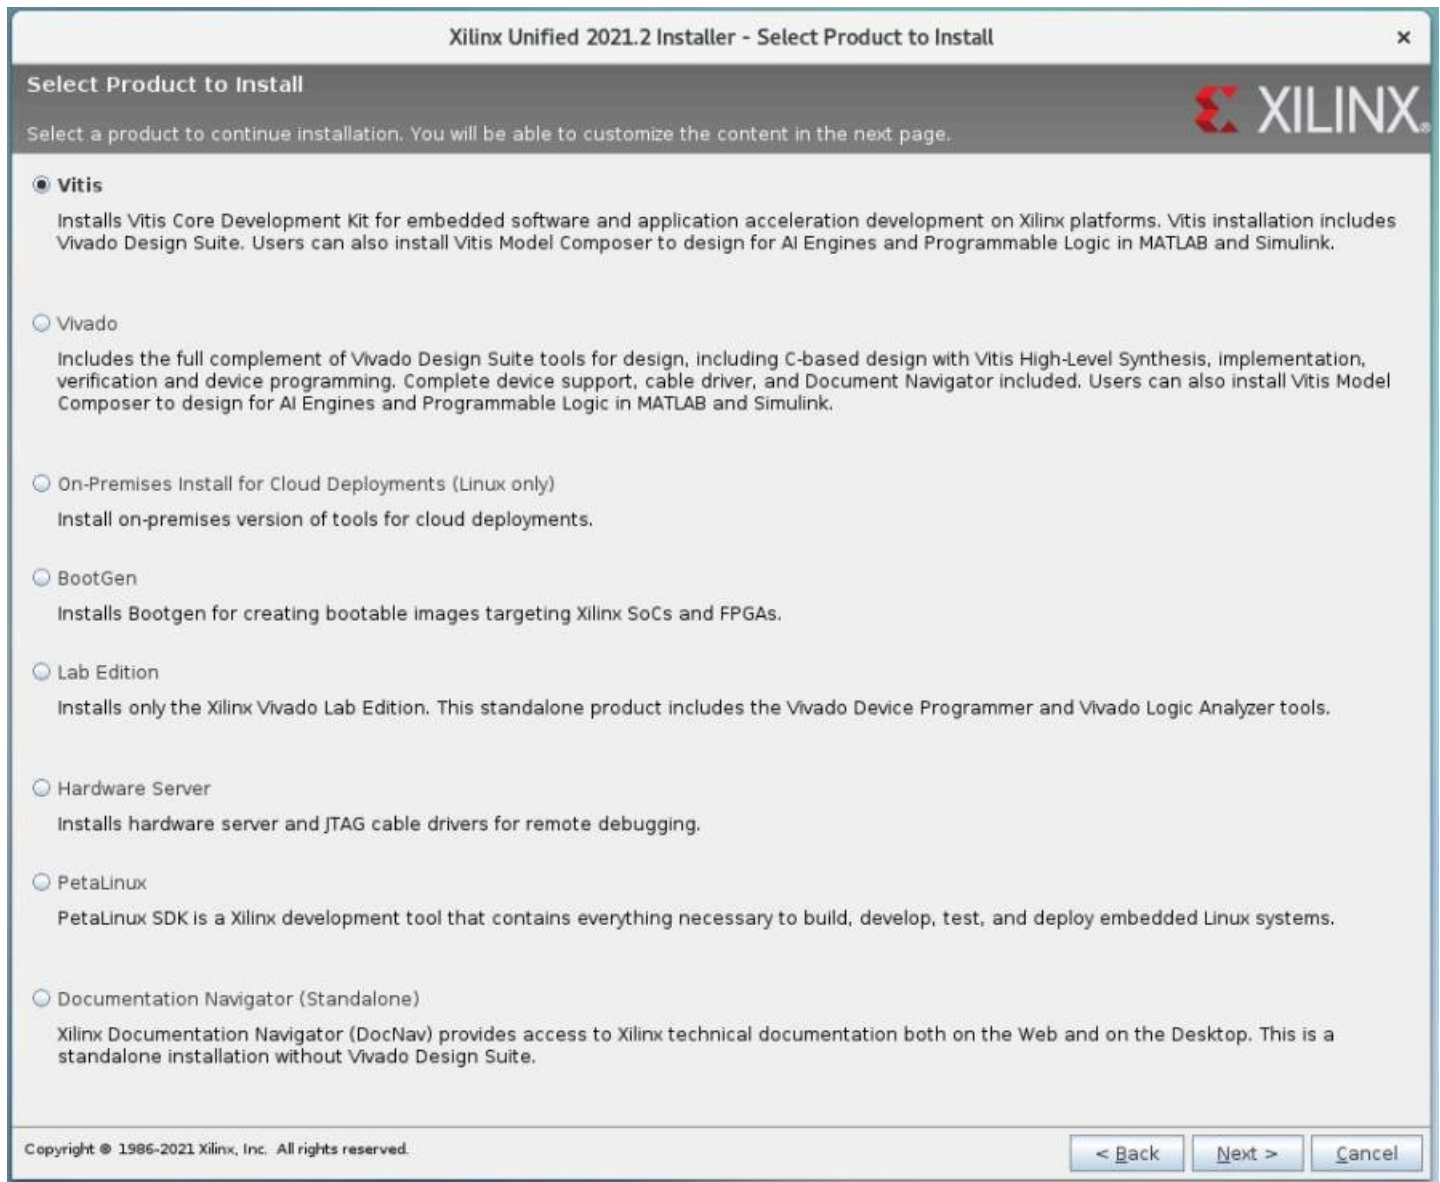 Xilinx Unified 2021.2 Installer - Select Product to Install
×
Select Product to Install
XILINX®
Select a product to continue installation. You will be able to customize the content in the next page.
Vitis
Installs Vitis Core Development Kit for embedded software and application acceleration development on Xilinx platforms. Vitis installation includes
Vivado Design Suite. Users can also install Vitis Model Composer to design for AI Engines and Programmable Logic in MATLAB and Simulink.
Vivado
Includes the full complement of Vivado Design Suite tools for design, including C-based design with Vitis High-Level Synthesis, implementation,
verification and device programming. Complete device support, cable driver, and Document Navigator included. Users can also install Vitis Model
Composer to design for AI Engines and Programmable Logic in MATLAB and Simulink.
On-Premises Install for Cloud Deployments (Linux only)
Install on-premises version of tools for cloud deployments.
BootGen
Installs Bootgen for creating bootable images targeting Xilinx SoCs and FPGAs.
Lab Edition
Installs only the Xilinx Vivado Lab Edition. This standalone product includes the Vivado Device Programmer and Vivado Logic Analyzer tools.
Hardware Server
Installs hardware server and JTAG cable drivers for remote debugging.
PetaLinux
PetaLinux SDK is a Xilinx development tool that contains everything necessary to build, develop, test, and deploy embedded Linux systems.
Documentation Navigator (Standalone)
Xilinx Documentation Navigator (DocNav) provides access to Xilinx technical documentation both on the Web and on the Desktop. This is a
standalone installation without Vivado Design Suite.
Copyright © 1986-2021 Xilinx, Inc. All rights reserved.
< Back
Next >
Cancel